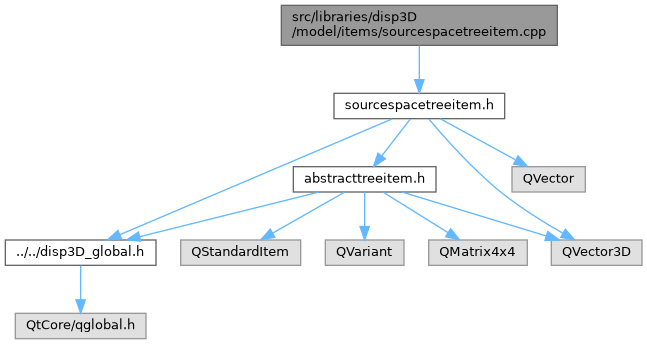 src/libraries/disp3D
/model/items/sourcespacetreeitem.cpp
sourcespacetreeitem.h
abstracttreeitem.h
QVector
../../disp3D_global.h
QStandardItem
QVariant
QMatrix4x4
QVector3D
QtCore/qglobal.h